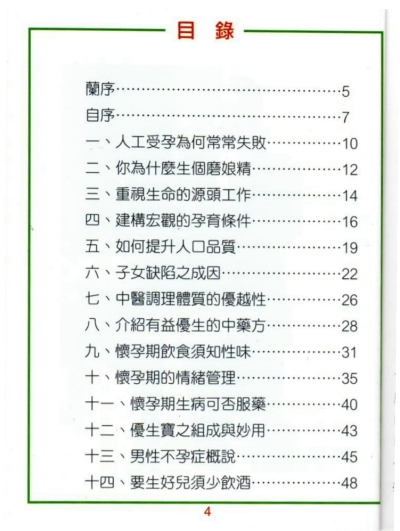 目錄
蘭序……………………………………5
自序……………………………………7
一、人工受孕為何常常失敗…………10
二、你為什麼生個磨娘精……………12
三、重視生命的源頭工作……………14
四、建構宏觀的孕育條件……………16
五、如何提升人口品質………………19
六、子女缺陷之成因…………………22
七、中醫調理體質的優越性…………26
八、介紹有益優生的中藥方…………28
九、懷孕期飲食須知性味……………31
十、懷孕期的情緒管理………………35
十一、懷孕期生病可否服藥…………40
十二、優生寶之組成與妙用…………43
十三、男性不孕症概說………………45
十四、要生好兒須少飲酒……………48
4